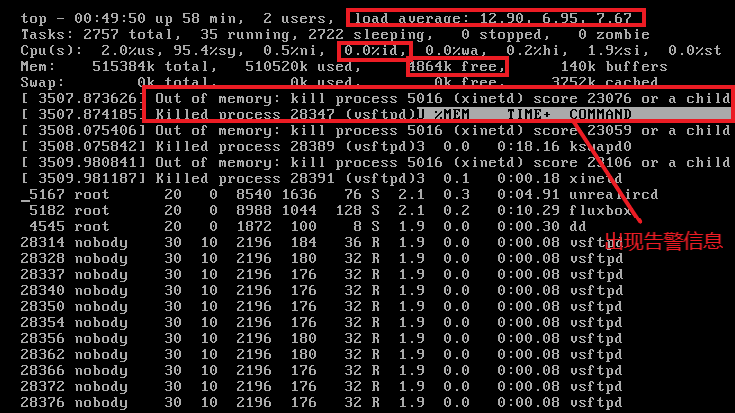 top - 00:49:50 up 58 min,  2 users,  load average: 12.90, 6.95, 7.67
Tasks: 2757 total,  35 running, 2722 sleeping,   0 stopped,   0 zombie
Cpu(s):  2.0%us, 95.4%sy,  0.5%ni,  0.0%id,  0.0%wa,  0.2%hi,  1.9%si,  0.0%st
Mem:    515384k total,   510520k used,     4864k free,      140k buffers
Swap:        0k total,        0k used,        0k free,     3752k cached
[ 3507.873626] Out of memory: kill process 5016 (xinetd) score 23076 or a child
[ 3507.874185] Killed process 28347 (vsftpd) %MEM    TIME+  COMMAND
[ 3508.075406] Out of memory: kill process 5016 (xinetd) score 23059 or a child
[ 3508.075842] Killed process 28389 (vsftpd)3  0.0   0:18.16 kswapd0
[ 3509.980841] Out of memory: kill process 5016 (xinetd) score 23106 or a child
[ 3509.981187] Killed process 28391 (vsftpd)3  0.1   0:00.18 xinetd
_5167 root      20   0  8540 1636   76 S  2.1  0.3   0:04.91 unrealircd
5182 root      20   0  8988 1044  128 S  2.1  0.2   0:10.29 fluxbox
4545 root      20   0  1872  100    8 S  1.9  0.0   0:00.30 dd
出现告警信息
28314 nobody    30  10  2196  184   36 R  1.9  0.0   0:00.08 vsftpd
28328 nobody    30  10  2196  180   32 R  1.9  0.0   0:00.08 vsftpd
28337 nobody    30  10  2196  176   32 R  1.9  0.0   0:00.08 vsftpd
28340 nobody    30  10  2196  176   32 R  1.9  0.0   0:00.08 vsftpd
28350 nobody    30  10  2196  176   32 R  1.9  0.0   0:00.08 vsftpd
28354 nobody    30  10  2196  176   32 R  1.9  0.0   0:00.08 vsftpd
28356 nobody    30  10  2196  180   32 R  1.9  0.0   0:00.08 vsftpd
28362 nobody    30  10  2196  180   32 R  1.9  0.0   0:00.08 vsftpd
28366 nobody    30  10  2196  176   32 R  1.9  0.0   0:00.08 vsftpd
28372 nobody    30  10  2196  176   32 R  1.9  0.0   0:00.08 vsftpd
28376 nobody    30  10  2196  176   32 R  1.9  0.0   0:00.08 vsftpd